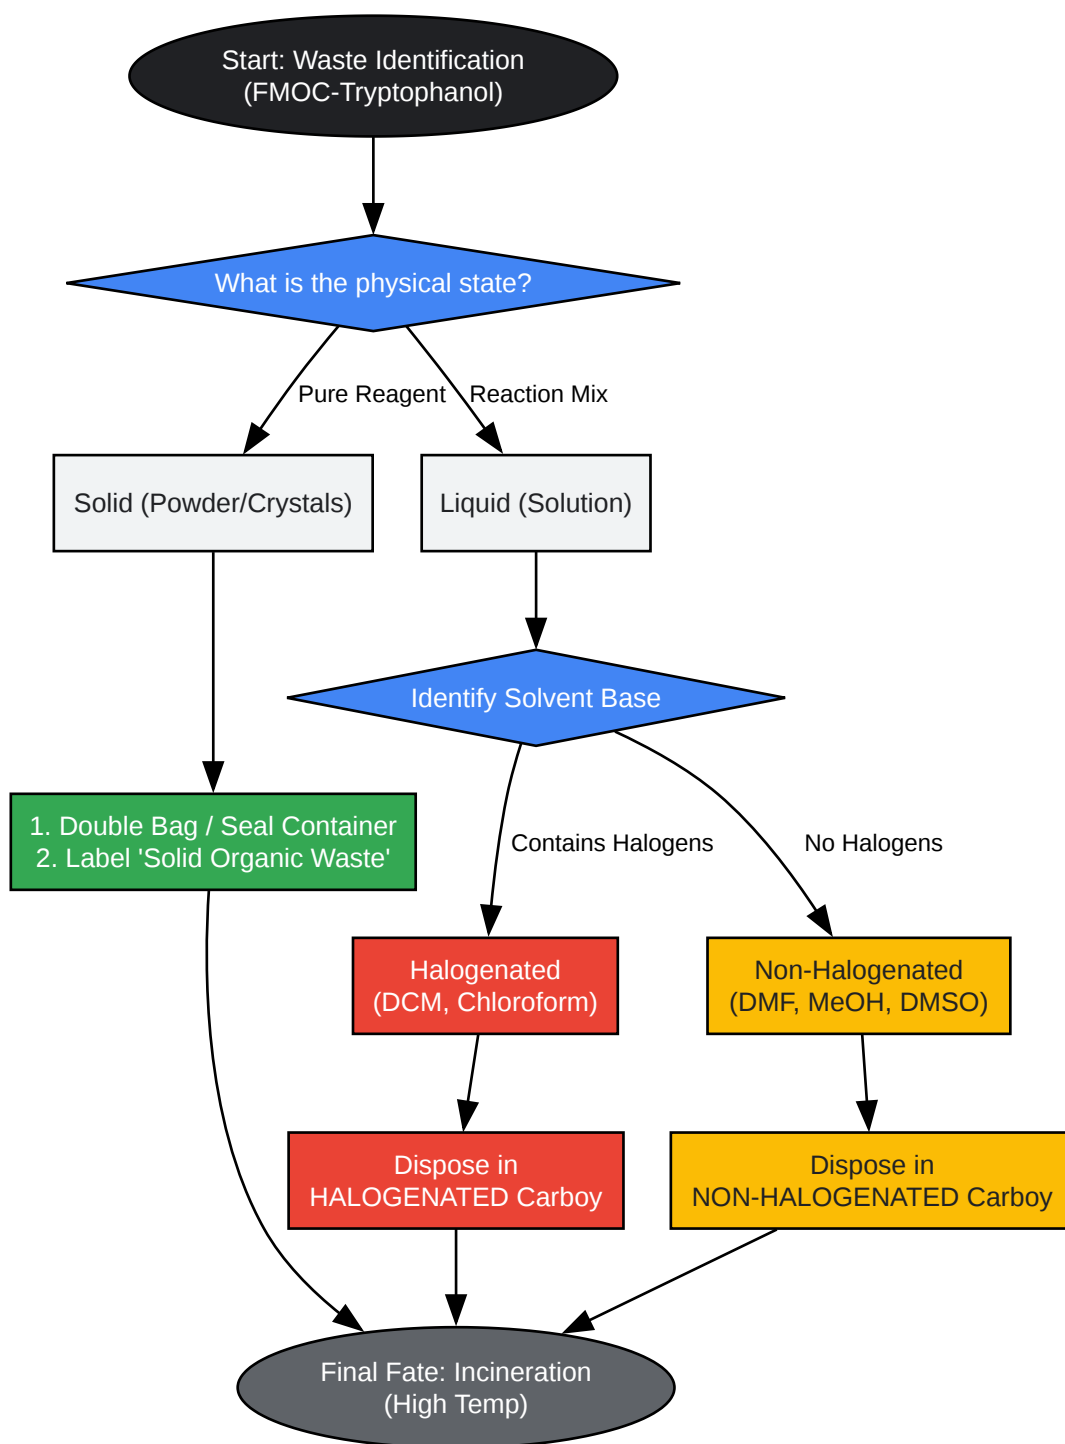 Start: Waste Identification
(FMOC-Tryptophanol)
What is the physical state?
Pure Reagent
Reaction Mix
Solid (Powder/Crystals)
Liquid (Solution)
Identify Solvent Base
1. Double Bag / Seal Container
2. Label 'Solid Organic Waste'
Contains Halogens
No Halogens
Halogenated
(DCM, Chloroform)
Non-Halogenated
(DMF, MeOH, DMSO)
Dispose in
HALOGENATED Carboy
Dispose in
NON-HALOGENATED Carboy
Final Fate: Incineration
(High Temp)